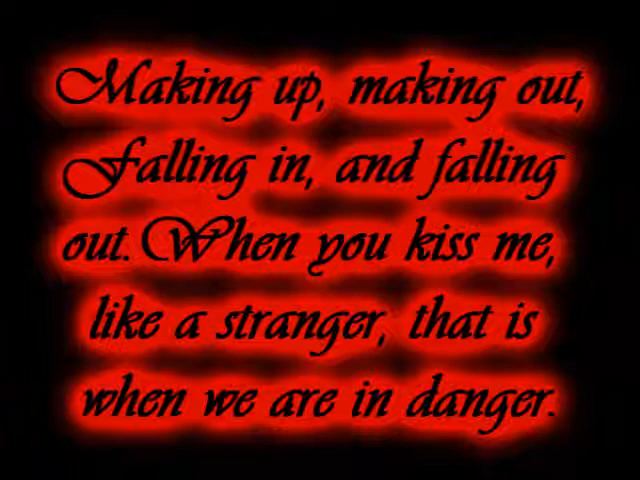 Making up, making out,
Falling in, and falling
out. When you kiss me,
like a stranger, that is
when we are in danger.